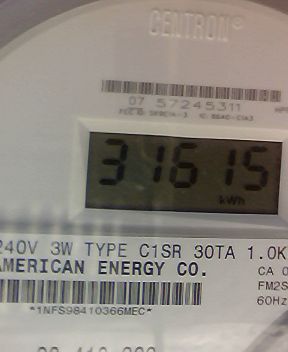 CENTRON®
07 57245311
31615
kWh
240V 3W TYPE C1SR 30TA 1.0K
AMERICAN ENERGY CO.
CA 0
FM2S
*1NFS98410366MEC*
60Hz